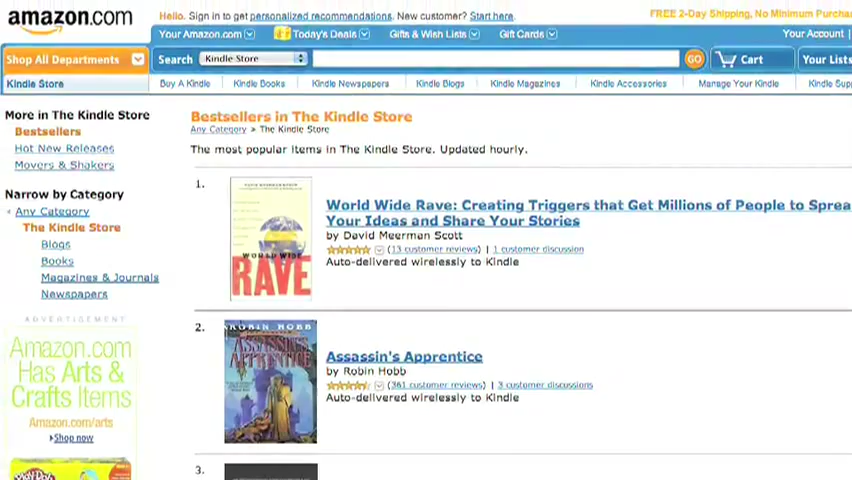 amazon.com
Hello. Sign in to get personalized recommendations. New customer? Start here.
FREE 2-Day Shipping, No Minimum Purcha
Your Amazon.com
Today's Deals
Gifts & Wish Lists
Gift Cards
Your Account
Shop All Departments
Search
Kindle Store
GO
Cart
Your Lists
Kindle Store
Buy A Kindle
Kindle Books
Kindle Newspapers
Kindle Blogs
Kindle Magazines
Kindle Accessories
Manage Your Kindle
Kindle Sup
More in The Kindle Store
Bestsellers
Hot New Releases
Movers & Shakers
Narrow by Category
‹ Any Category
The Kindle Store
Blogs
Books
Magazines & Journals
Newspapers
ADVERTISEMENT
Amazon.com
Has Arts &
Crafts Items
Amazon.com/arts
Shop now
Play-Doh
Bestsellers in The Kindle Store
Any Category > The Kindle Store
The most popular items in The Kindle Store. Updated hourly.
1.
WORLD WIDE
RAVE
World Wide Rave: Creating Triggers that Get Millions of People to Sprea
Your Ideas and Share Your Stories
by David Meerman Scott
(13 customer reviews) | 1 customer discussion
Auto-delivered wirelessly to Kindle
2.
ROBIN HOBB
ASSASSIN'S
APPRENTICE
Assassin's Apprentice
by Robin Hobb
(361 customer reviews) | 3 customer discussions
Auto-delivered wirelessly to Kindle
3.